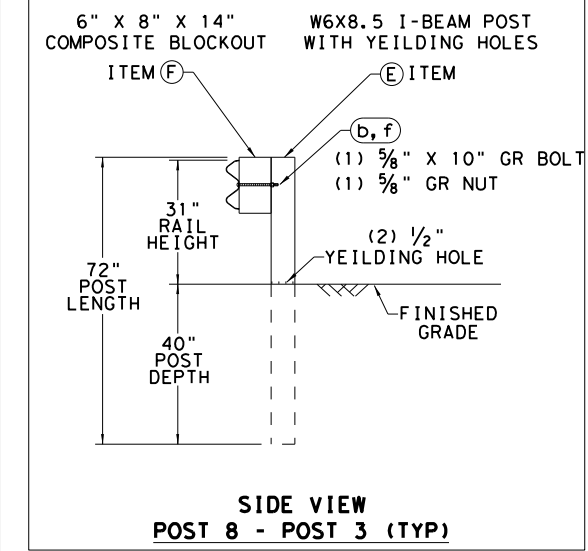 6" X 8" X 14"
COMPOSITE BLOCKOUT
ITEM F
W6X8.5 I-BEAM POST
WITH YEILDING HOLES
E ITEM
b, f
(1) 5/8" X 10" GR BOLT
(1) 5/8" GR NUT
31"
RAIL
HEIGHT
(2) 1/2"
YEILDING HOLE
72"
POST
LENGTH
FINISHED
GRADE
40"
POST
DEPTH
SIDE VIEW
POST 8 - POST 3 (TYP)